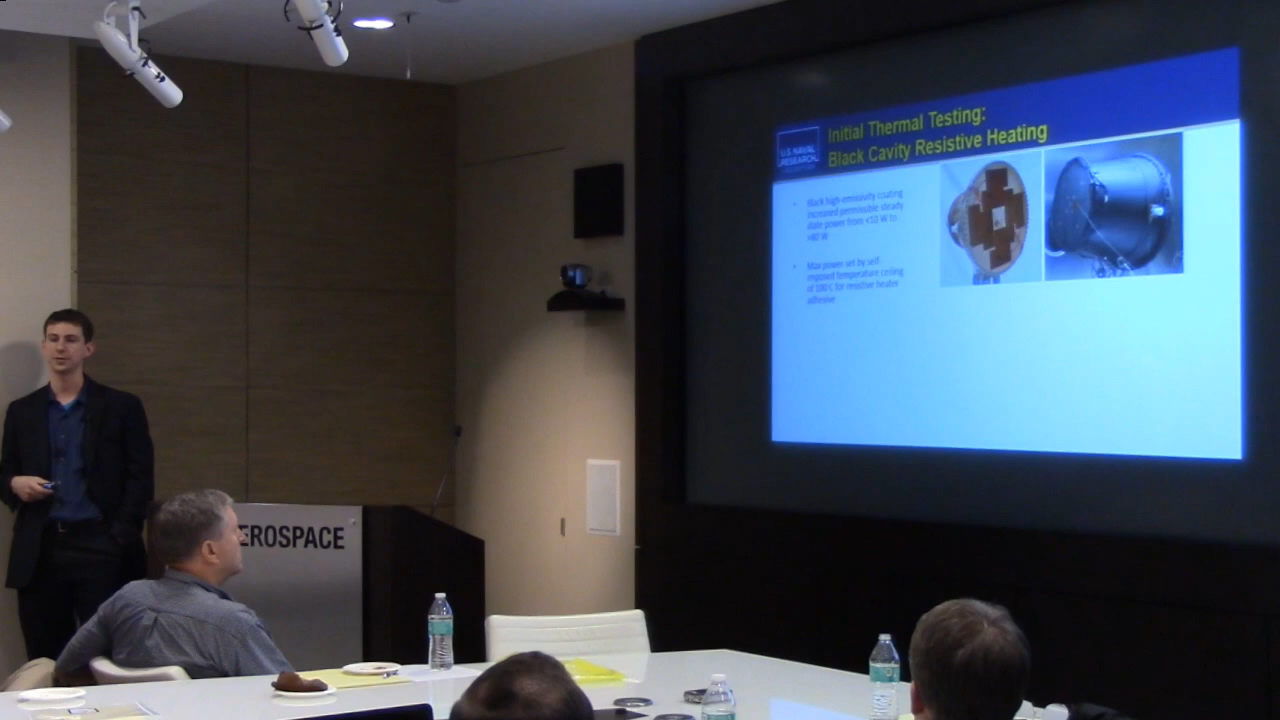 Initial Thermal Testing:
Black Cavity Resistive Heating
U.S. NAVAL
RESEARCH
Black high emissivity coating
increased permissible steady
state power from <10 W to
>80 W
Max power set by self
imposed temperature ceiling
of 100 C for resistive heater
adhesive
EROSPACE